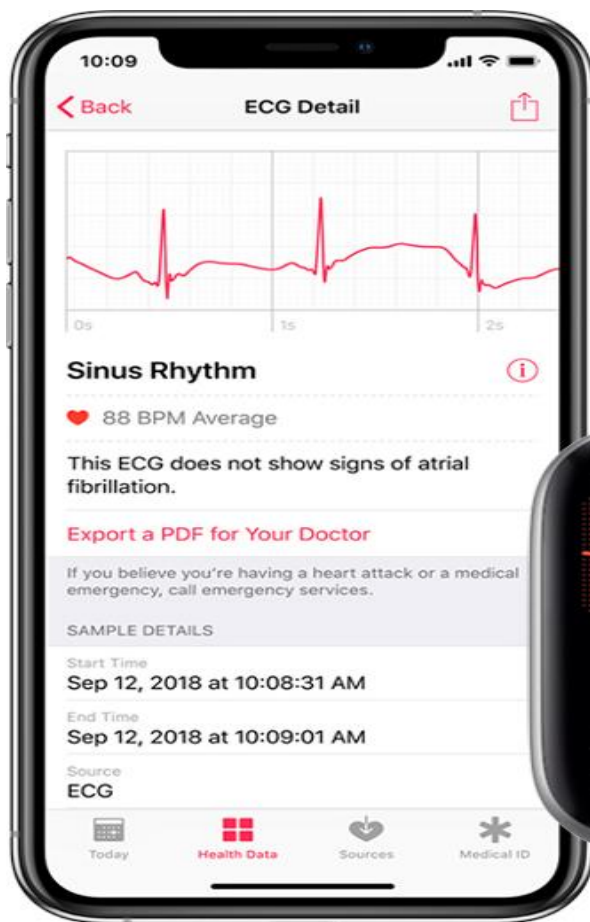 10:09
Back
ECG Detail
0s
1s
2s
Sinus Rhythm
88 BPM Average
This ECG does not show signs of atrial
fibrillation.
Export a PDF for Your Doctor
If you believe you're having a heart attack or a medical
emergency, call emergency services.
SAMPLE DETAILS
Start Time
Sep 12, 2018 at 10:08:31 AM
End Time
Sep 12, 2018 at 10:09:01 AM
Source
ECG
Today
Health Data
Sources
Medical ID